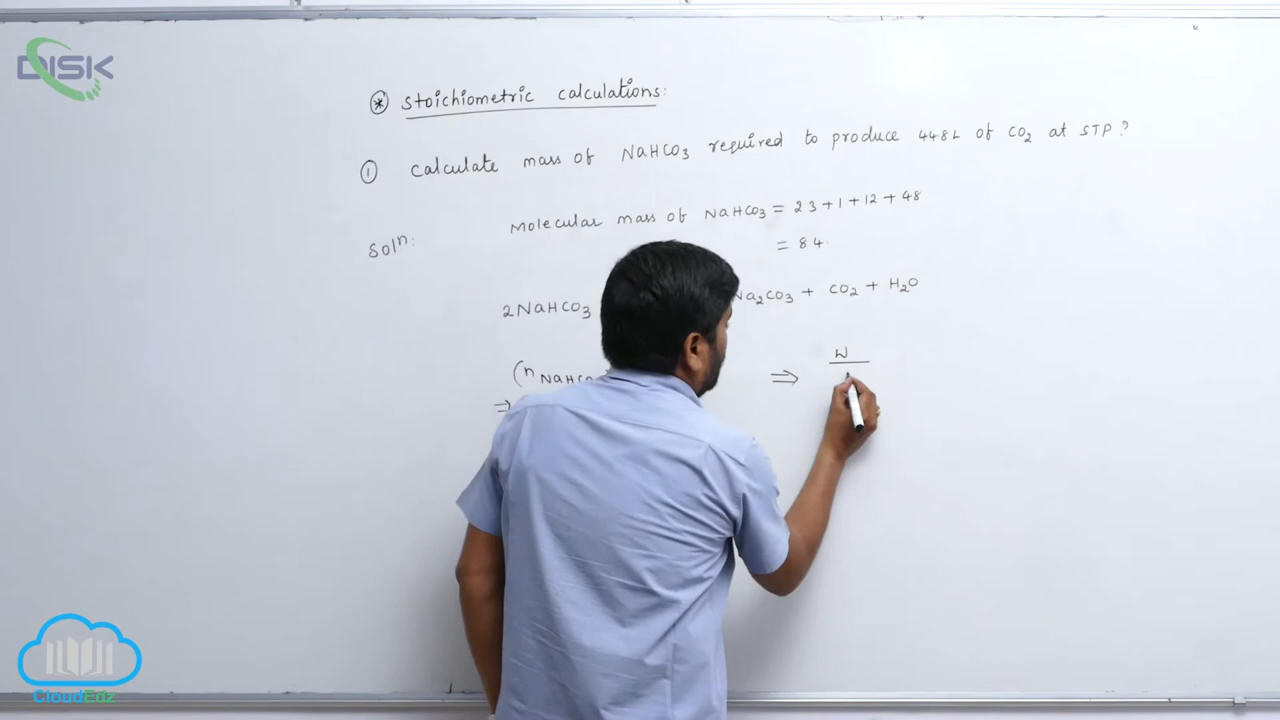 DISK
* Stoichiometric calculations:
① Calculate mass of NaHCO₃ required to produce 448L of CO₂ at STP?
Solⁿ: Molecular mass of NaHCO₃ = 23+1+12+48
= 84.
2NaHCO₃ Na₂CO₃ + CO₂ + H₂O
(n NaHCO ⇒ W
⇒
CloudEdz